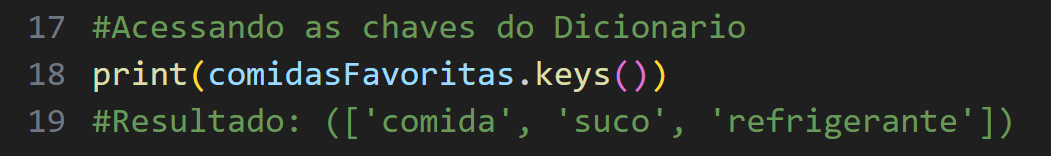 17 #Acessando as chaves do Dicionario
18 print(comidasFavoritas.keys())
19 #Resultado: (['comida', 'suco', 'refrigerante'])